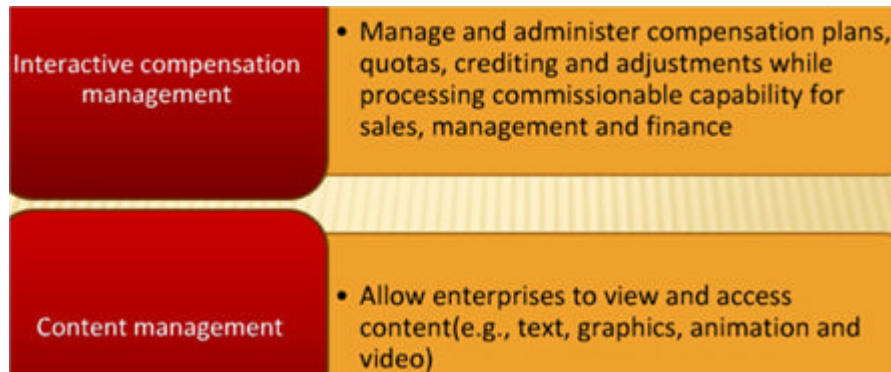 Interactive compensation
management
• Manage and administer compensation plans,
quotas, crediting and adjustments while
processing commissionable capability for
sales, management and finance
Content management
• Allow enterprises to view and access
content(e.g., text, graphics, animation and
video)